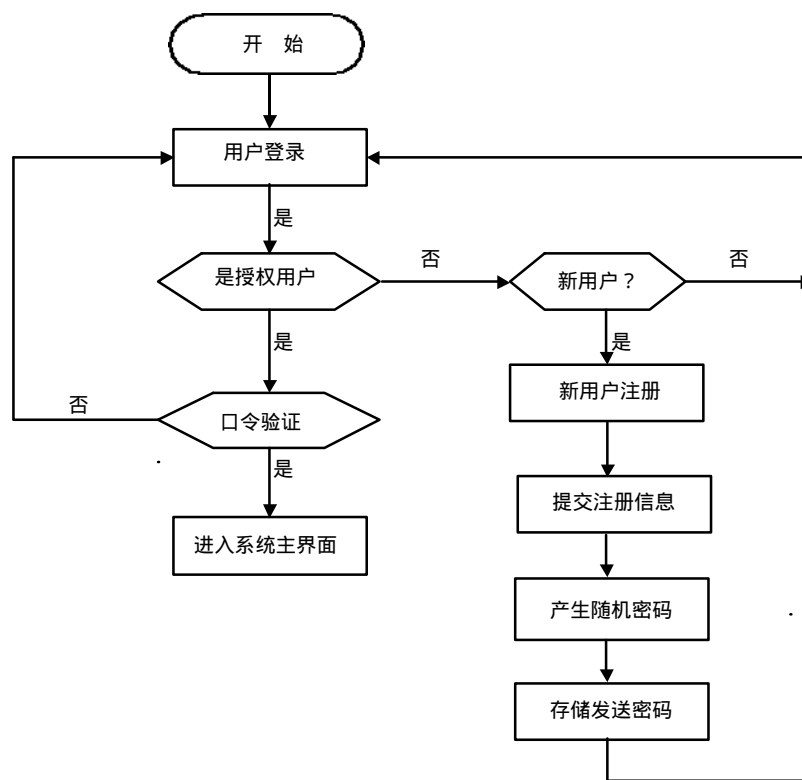 开 始
用户登录
是
是授权用户
否
新用户？
否
是
是
新用户注册
否
口令验证
是
提交注册信息
进入系统主界面
产生随机密码
存储发送密码